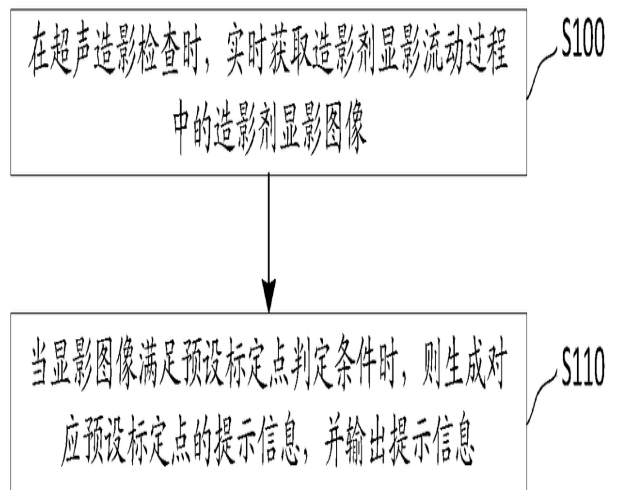 在超声造影检查时，实时获取造影剂显影流动过程
中的造影剂显影图像
S100
当显影图像满足预设标定点判定条件时，则生成对
应预设标定点的提示信息，并输出提示信息
S110